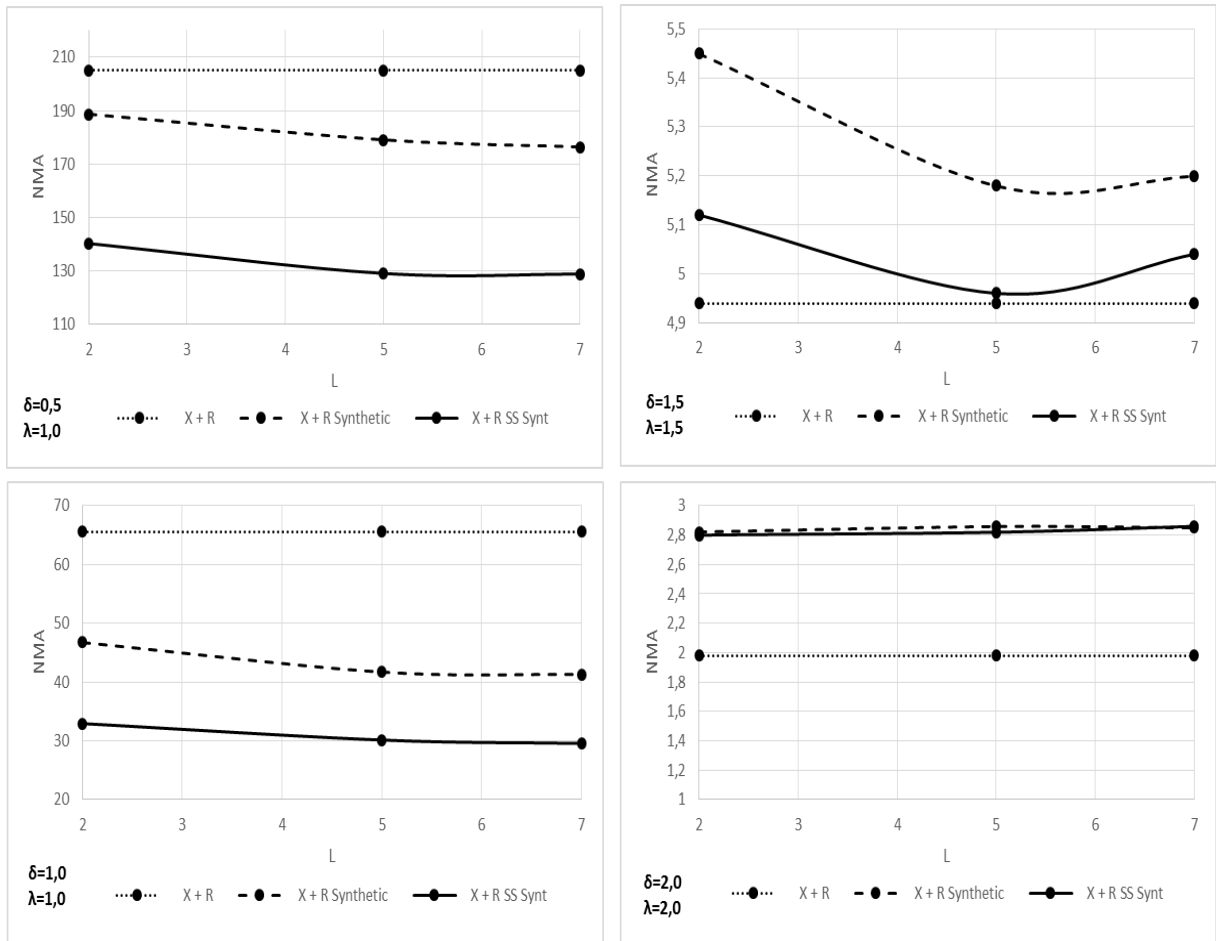 210
190
170
150
130
110
NMA
2 3 4 5 6 7
L
δ=0,5
λ=1,0
X + R X + R Synthetic X + R SS Synt
5,5
5,4
5,3
5,2
5,1
5
4,9
NMA
2 3 4 5 6 7
L
δ=1,5
λ=1,5
X + R X + R Synthetic X + R SS Synt
70
60
50
40
30
20
NMA
2 3 4 5 6 7
L
δ=1,0
λ=1,0
X + R X + R Synthetic X + R SS Synt
3
2,8
2,6
2,4
2,2
2
1,8
1,6
1,4
1,2
1
NMA
2 3 4 5 6 7
L
δ=2,0
λ=2,0
X + R X + R Synthetic X + R SS Synt